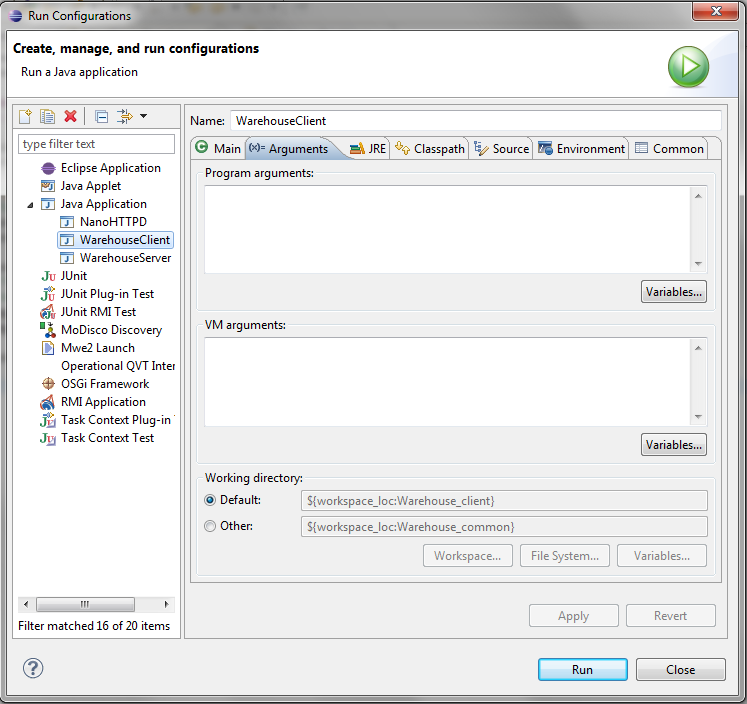 Run Configurations
Create, manage, and run configurations
Run a Java application
type filter text
Eclipse Application
Java Applet
Java Application
NanoHTTPD
WarehouseClient
WarehouseServer
JUnit
JUnit Plug-in Test
JUnit RMI Test
MoDisco Discovery
Mwe2 Launch
Operational QVT Inter
OSGi Framework
RMI Application
Task Context Plug-in
Task Context Test
Filter matched 16 of 20 items
Name: WarehouseClient
Main (x)= Arguments JRE Classpath Source Environment Common
Program arguments:
Variables...
VM arguments:
Variables...
Working directory:
Default: ${workspace_loc:Warehouse_client}
Other: ${workspace_loc:Warehouse_common}
Workspace... File System... Variables...
Apply Revert
Run Close